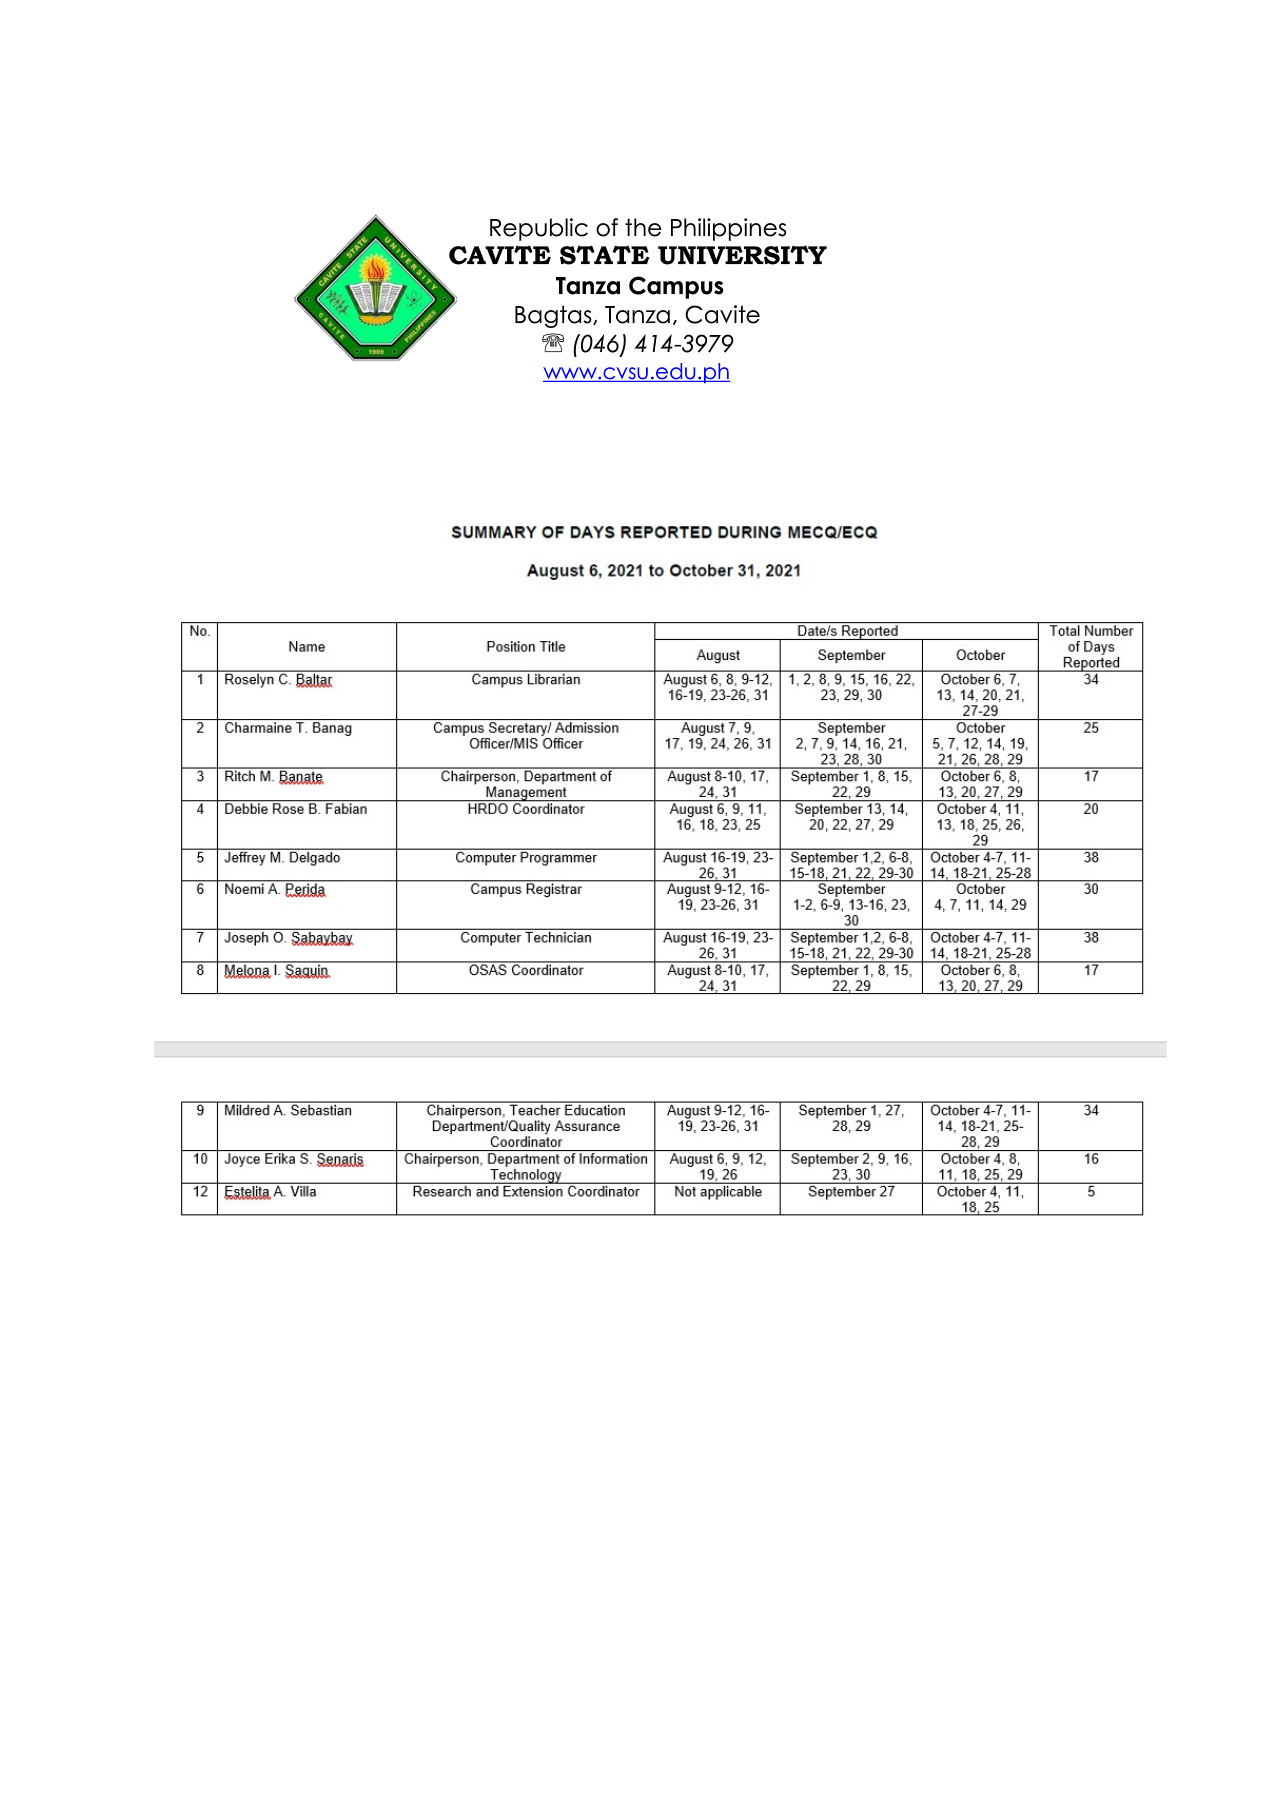 Republic of the Philippines
CAVITE STATE UNIVERSITY
Tanza Campus
Bagtas, Tanza, Cavite
☏ (046) 414-3979
www.cvsu.edu.ph
CAVITE STATE UNIVERSITY
CAVITE PHILIPPINES
1906
SUMMARY OF DAYS REPORTED DURING MECQ/ECQ
August 6, 2021 to October 31, 2021
No.
Name
Position Title
Date/s Reported
August
September
October
Total Number
of Days
Reported
1
Roselyn C. Baltar
Campus Librarian
August 6, 8, 9-12,
16-19, 23-26, 31
1, 2, 8, 9, 15, 16, 22,
23, 29, 30
October 6, 7,
13, 14, 20, 21,
27-29
34
2
Charmaine T. Banag
Campus Secretary/ Admission
Officer/MIS Officer
August 7, 9,
17, 19, 24, 26, 31
September
2, 7, 9, 14, 16, 21,
23, 28, 30
October
5, 7, 12, 14, 19,
21, 26, 28, 29
25
3
Ritch M. Banate
Chairperson, Department of
Management
August 8-10, 17,
24, 31
September 1, 8, 15,
22, 29
October 6, 8,
13, 20, 27, 29
17
4
Debbie Rose B. Fabian
HRDO Coordinator
August 6, 9, 11,
16, 18, 23, 25
September 13, 14,
20, 22, 27, 29
October 4, 11,
13, 18, 25, 26,
29
20
5
Jeffrey M. Delgado
Computer Programmer
August 16-19, 23-
26, 31
September 1,2, 6-8,
15-18, 21, 22, 29-30
October 4-7, 11-
14, 18-21, 25-28
38
6
Noemi A. Perida
Campus Registrar
August 9-12, 16-
19, 23-26, 31
September
1-2, 6-9, 13-16, 23,
30
October
4, 7, 11, 14, 29
30
7
Joseph O. Sabaybay
Computer Technician
August 16-19, 23-
26, 31
September 1,2, 6-8,
15-18, 21, 22, 29-30
October 4-7, 11-
14, 18-21, 25-28
38
8
Melona I. Saquin
OSAS Coordinator
August 8-10, 17,
24, 31
September 1, 8, 15,
22, 29
October 6, 8,
13, 20, 27, 29
17
9
Mildred A. Sebastian
Chairperson, Teacher Education
Department/Quality Assurance
Coordinator
August 9-12, 16-
19, 23-26, 31
September 1, 27,
28, 29
October 4-7, 11-
14, 18-21, 25-
28, 29
34
10
Joyce Erika S. Senaris
Chairperson, Department of Information
Technology
August 6, 9, 12,
19, 26
September 2, 9, 16,
23, 30
October 4, 8,
11, 18, 25, 29
16
12
Estelita A. Villa
Research and Extension Coordinator
Not applicable
September 27
October 4, 11,
18, 25
5